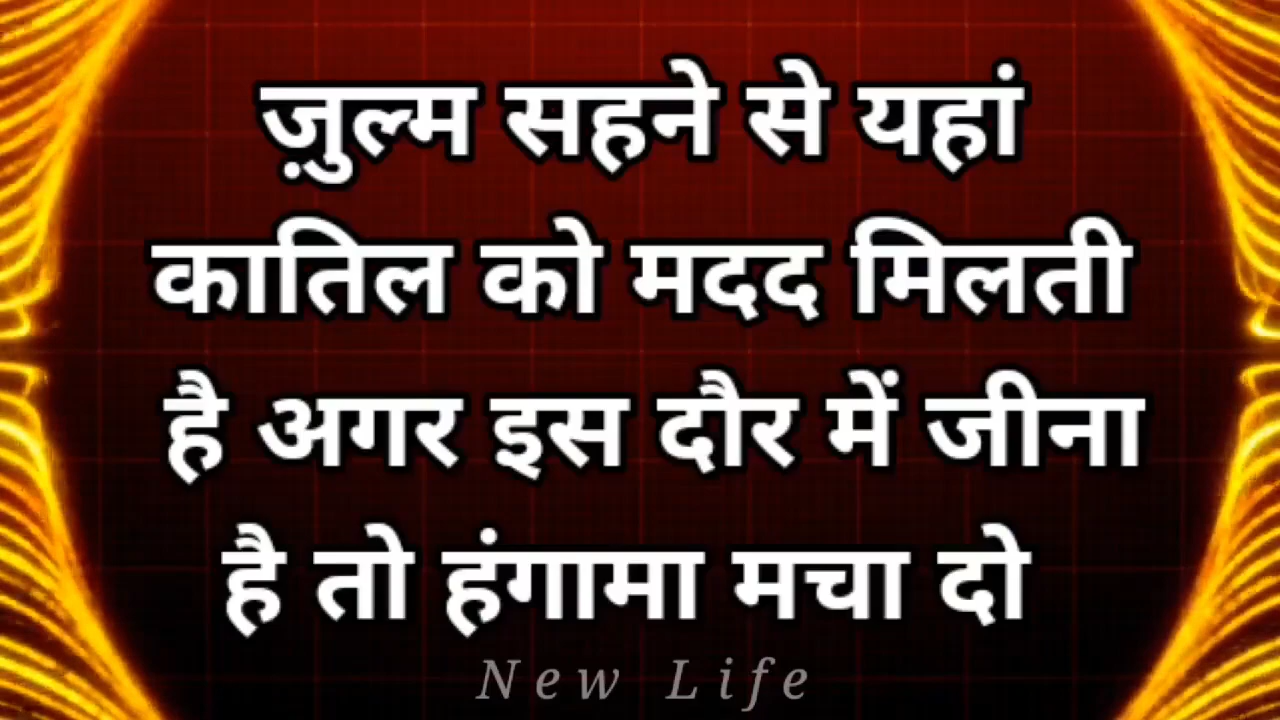 ज़ुल्म सहने से यहां
कातिल को मदद मिलती
है अगर इस दौर में जीना
है तो हंगामा मचा दो
New Life